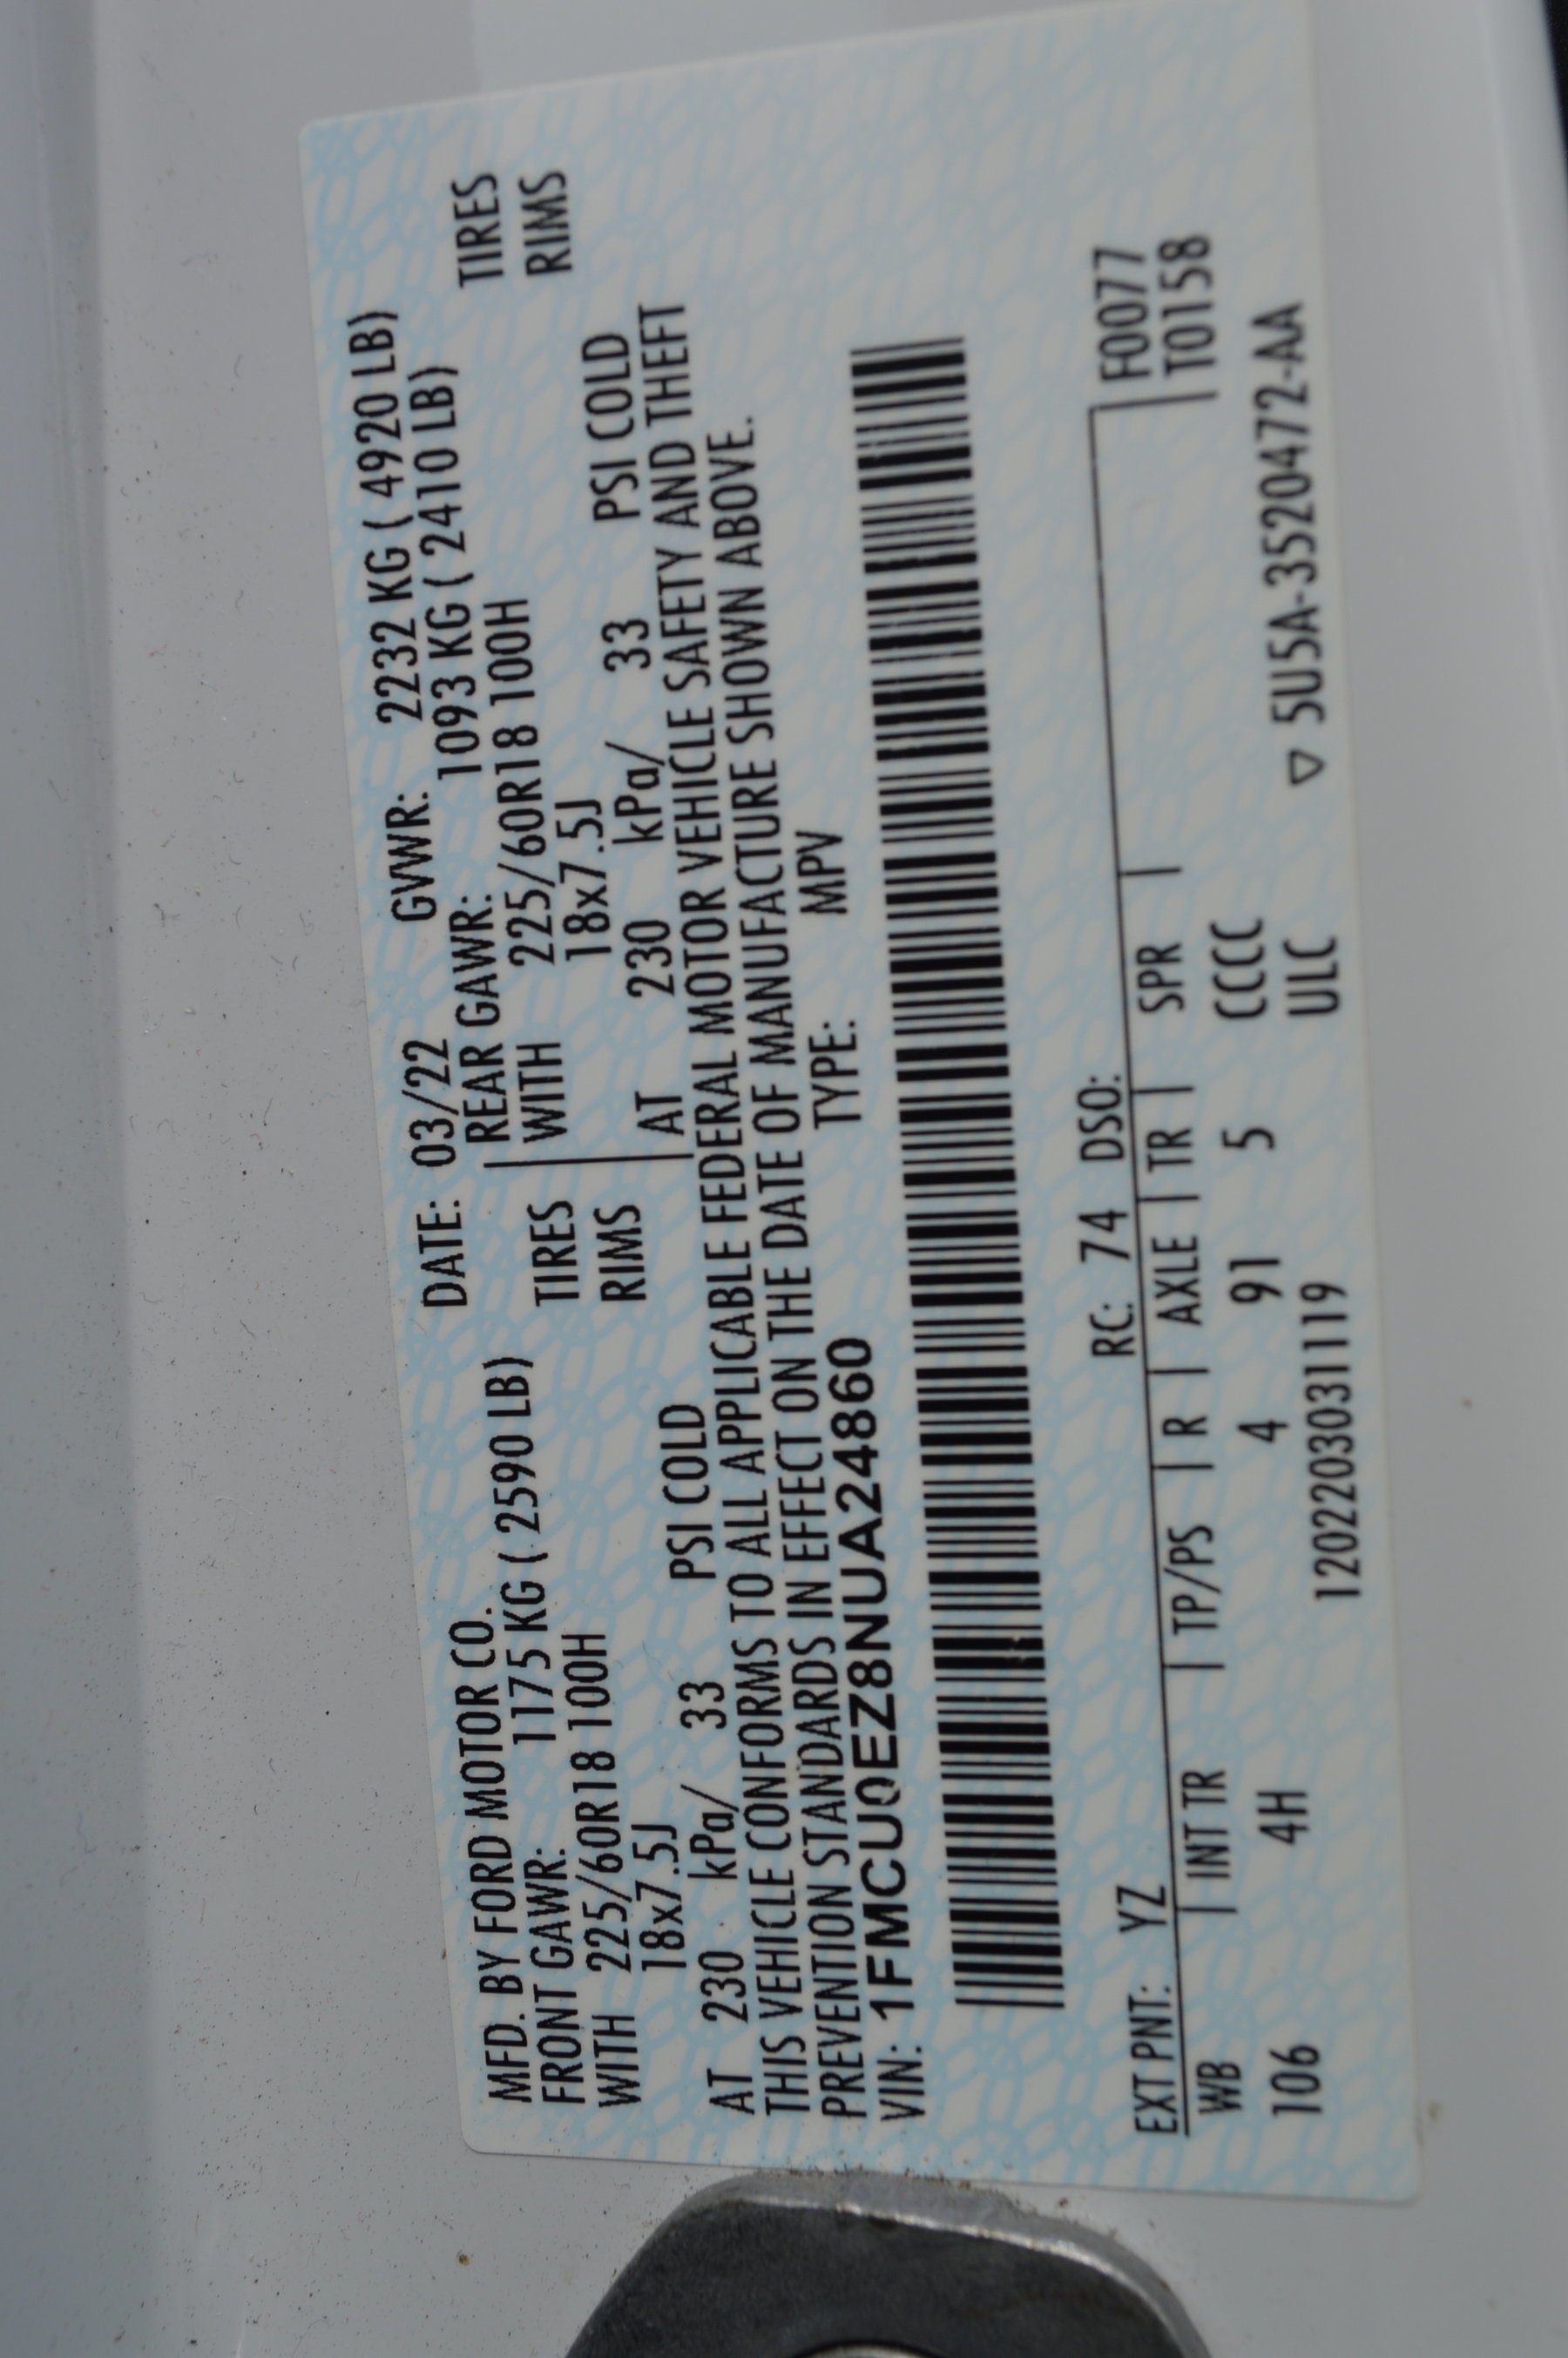 MFD. BY FORD MOTOR CO. DATE: 03/22 GVWR: 2232 KG ( 4920 LB)
FRONT GAWR: 1175 KG ( 2590 LB) REAR GAWR: 1093 KG ( 2410 LB)
WITH 225/60R18 100H TIRES WITH 225/60R18 100H TIRES
18x7.5J RIMS 18x7.5J RIMS
AT 230 kPa/ 33 PSI COLD AT 230 kPa/ 33 PSI COLD
THIS VEHICLE CONFORMS TO ALL APPLICABLE FEDERAL MOTOR VEHICLE SAFETY AND THEFT
PREVENTION STANDARDS IN EFFECT ON THE DATE OF MANUFACTURE SHOWN ABOVE.
VIN: 1FMCU0EZ8NUA24860 TYPE: MPV
EXT PNT: YZ RC: 74 DSO: F0077
WB | INT TR | TP/PS | R | AXLE | TR | SPR | T0158
106 4H 4 91 5 CCCC
1202203031119 ULC ▽ 5U5A-3520472-AA